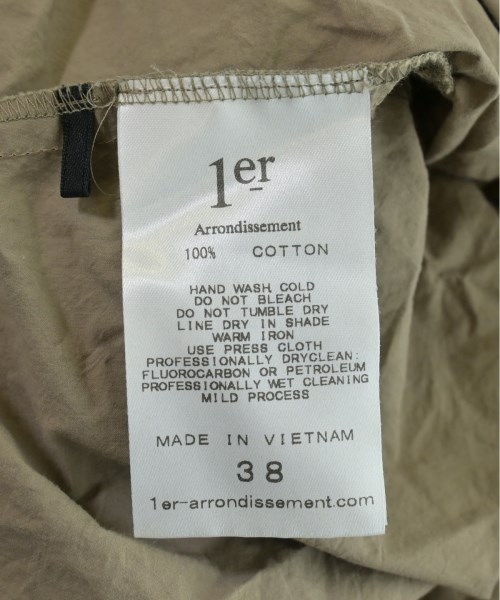 1er
Arrondissement
100% COTTON
HAND WASH COLD
DO NOT BLEACH
DO NOT TUMBLE DRY
LINE DRY IN SHADE
WARM IRON
USE PRESS CLOTH
PROFESSIONALLY DRYCLEAN:
FLUOROCARBON OR PETROLEUM
PROFESSIONALLY WET CLEANING
MILD PROCESS
MADE IN VIETNAM
38
1er-arrondissement.com